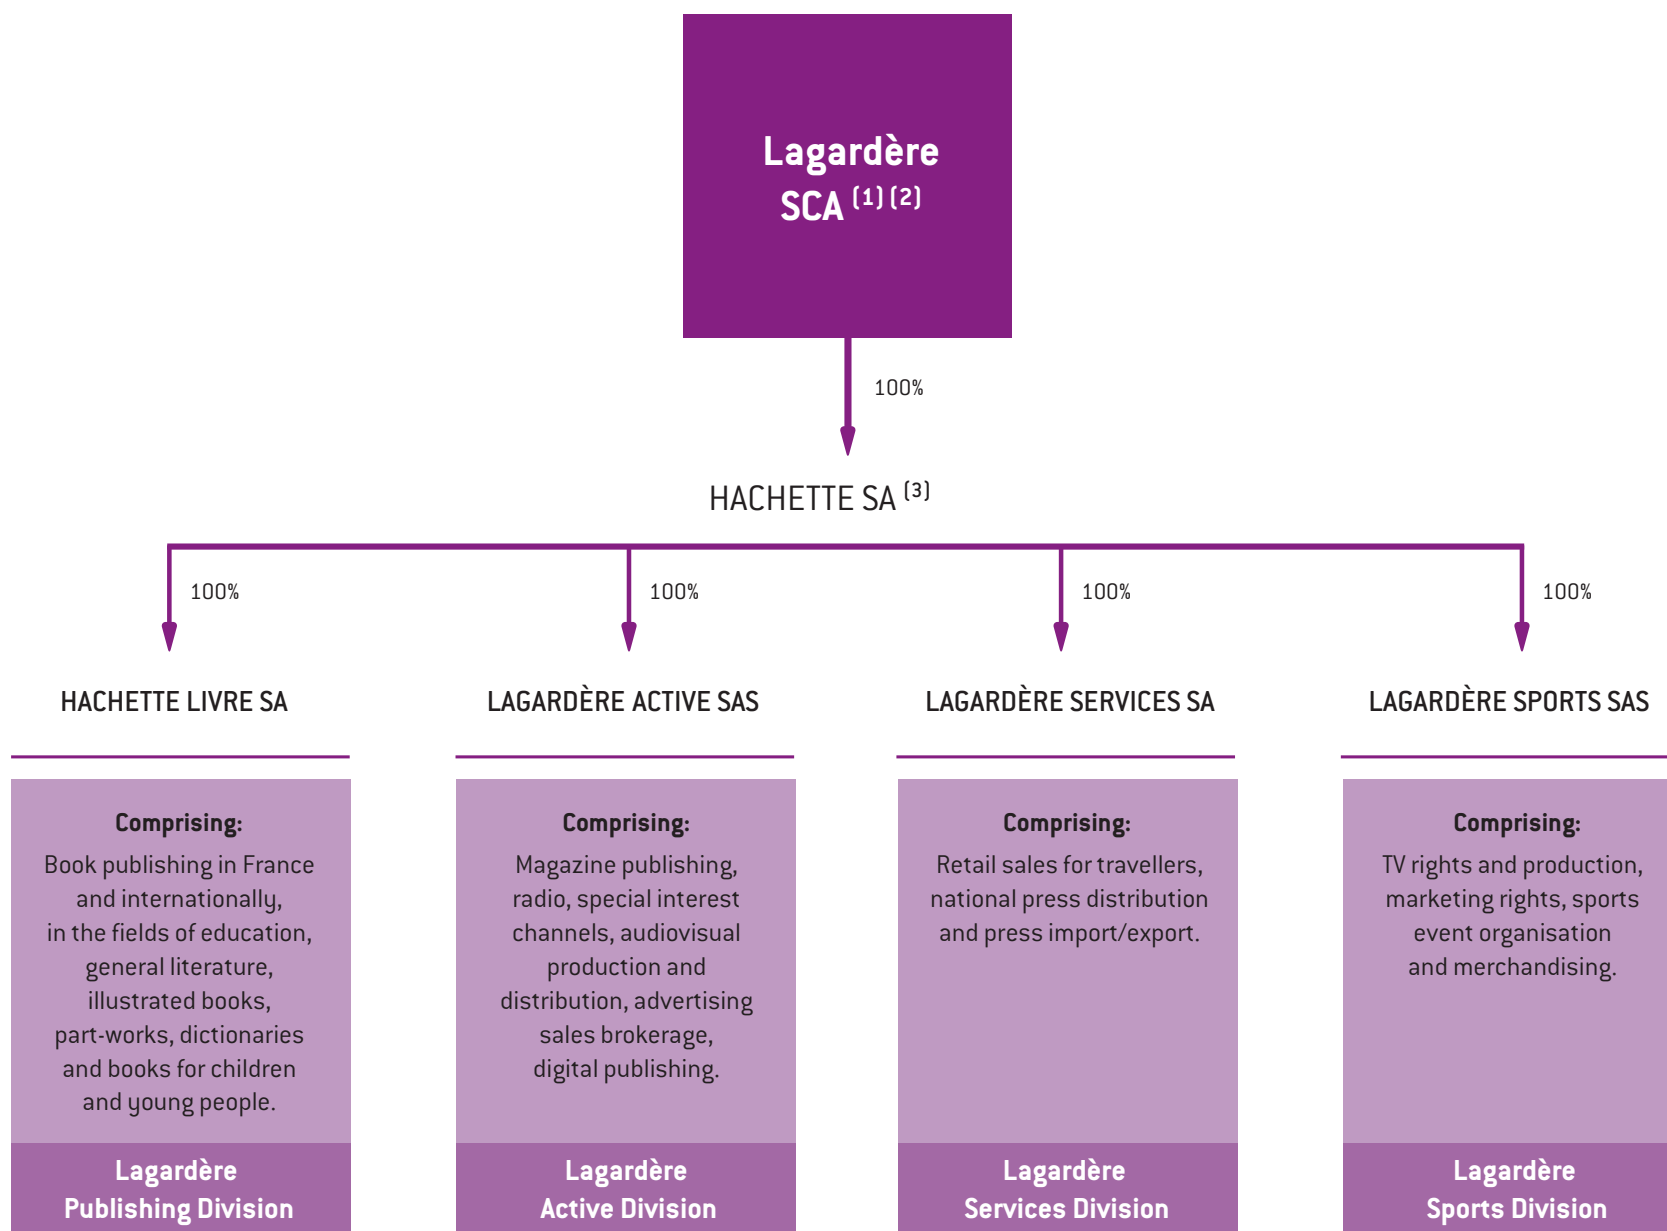 Lagardère
SCA (1) (2)
100%
HACHETTE SA (3)
100%
100%
100%
100%
HACHETTE LIVRE SA
LAGARDÈRE ACTIVE SAS
LAGARDÈRE SERVICES SA
LAGARDÈRE SPORTS SAS
Comprising:
Book publishing in France
and internationally,
in the fields of education,
general literature,
illustrated books,
part-works, dictionaries
and books for children
and young people.
Lagardère
Publishing Division
Comprising:
Magazine publishing,
radio, special interest
channels, audiovisual
production and
distribution, advertising
sales brokerage,
digital publishing.
Lagardère
Active Division
Comprising:
Retail sales for travellers,
national press distribution
and press import/export.
Lagardère
Services Division
Comprising:
TV rights and production,
marketing rights, sports
event organisation
and merchandising.
Lagardère
Sports Division